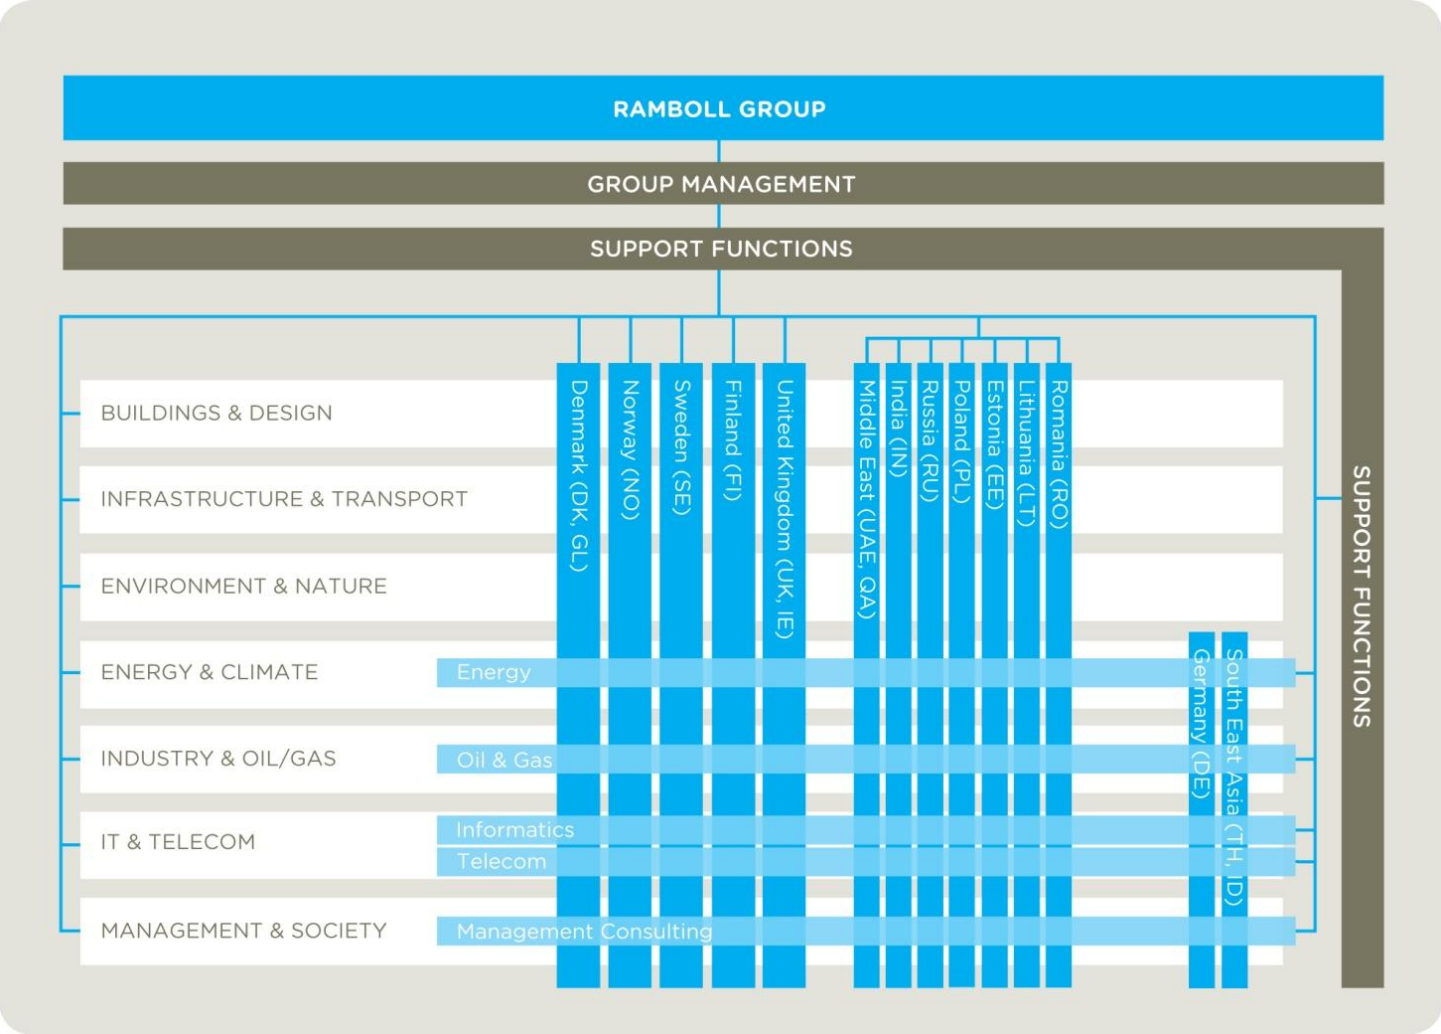 RAMBOLL GROUP
GROUP MANAGEMENT
SUPPORT FUNCTIONS
Denmark (DK, GL)
Norway (NO)
Sweden (SE)
Finland (FI)
United Kingdom (UK, IE)
Middle East (UAE, QA)
India (IN)
Russia (RU)
Poland (PL)
Estonia (EE)
Lithuania (LT)
Romania (RO)
BUILDINGS & DESIGN
INFRASTRUCTURE & TRANSPORT
ENVIRONMENT & NATURE
ENERGY & CLIMATE
Energy
INDUSTRY & OIL/GAS
Oil & Gas
IT & TELECOM
Informatics
Telecom
MANAGEMENT & SOCIETY
Management Consulting
Germany (DE)
South East Asia (TH, ID)
SUPPORT FUNCTIONS